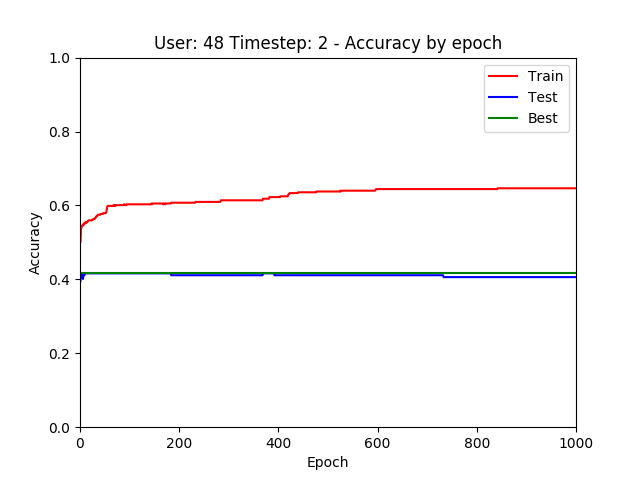 User: 48 Timestep: 2 - Accuracy by epoch
1.0
0.8
0.6
0.4
0.2
0.0
Accuracy
Train
Test
Best
0 200 400 600 800 1000
Epoch